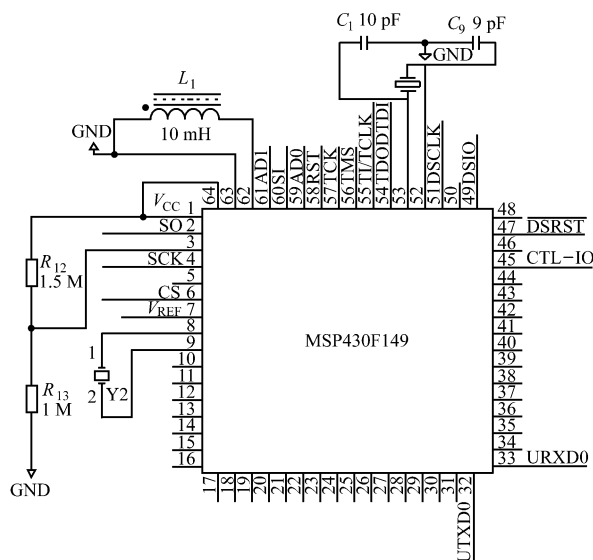 C1 10 pF
C9 9 pF
GND
L1
10 mH
GND
64
63
62
61 AD1
60 SI
59 AD0
58 RST
57 TCK
56 TMS
55 TI/TCLK
54 TDODTDI
53
52
51 DSCLK
50
49 DSIO
VCC 1
SO 2
3
SCK 4
5
CS 6
VREF 7
8
9
10
11
12
13
14
15
16
R12
1.5 M
R13
1 M
GND
1
2
Y2
MSP430F149
48
47 DSRST
46
45 CTL-IO
44
43
42
41
40
39
38
37
36
35
34
33 URXD0
17
18
19
20
21
22
23
24
25
26
27
28
29
30
31
UTXD0 32